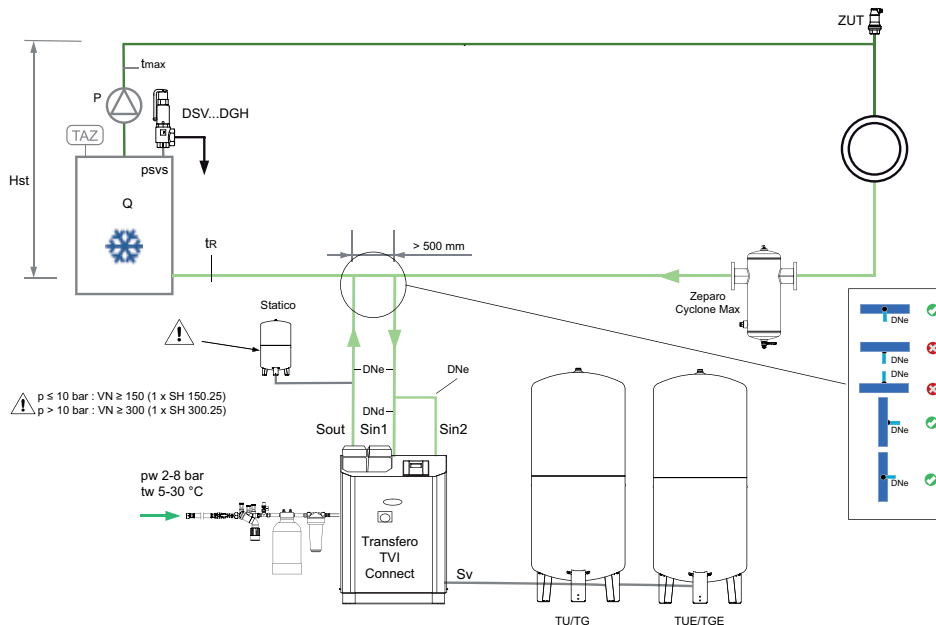 ZUT
tmax
P
DSV...DGH
TAZ
psvs
Hst
Q
tR
> 500 mm
Zeparo
Cyclone Max
Statico
DNe
DNe
DNe
DNe
DNe
DNe
DNe
DNd
p ≤ 10 bar : VN ≥ 150 (1 x SH 150.25)
p > 10 bar : VN ≥ 300 (1 x SH 300.25)
Sout
Sin1
Sin2
pw 2-8 bar
tw 5-30 °C
Transfero
TVI
Connect
Sv
TU/TG
TUE/TGE